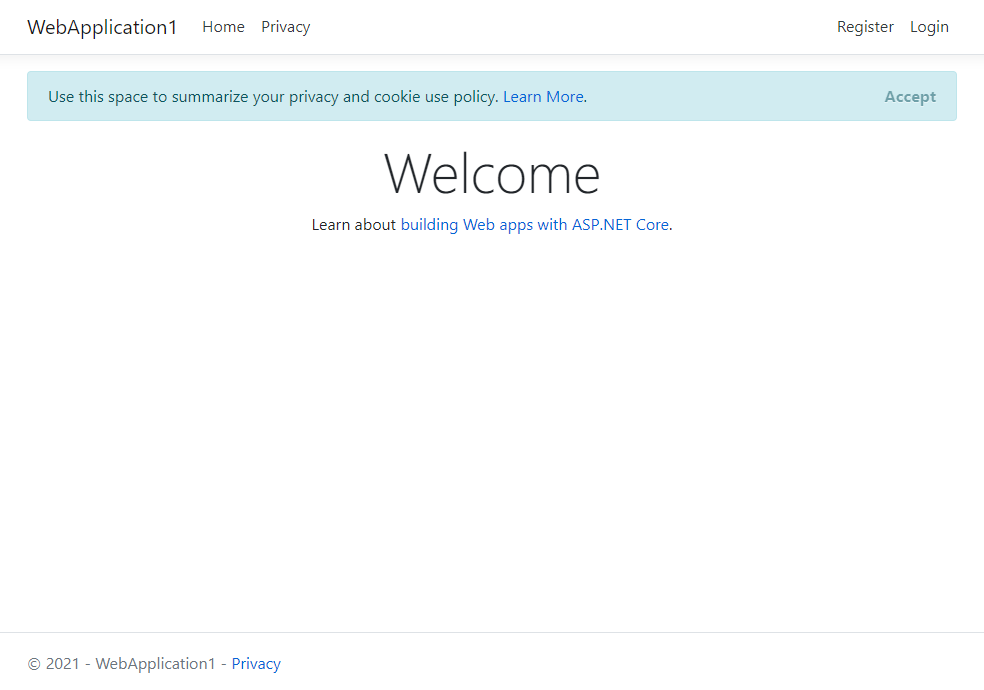 WebApplication1 Home Privacy Register Login
Use this space to summarize your privacy and cookie use policy. Learn More. Accept
Welcome
Learn about building Web apps with ASP.NET Core.
© 2021 - WebApplication1 - Privacy